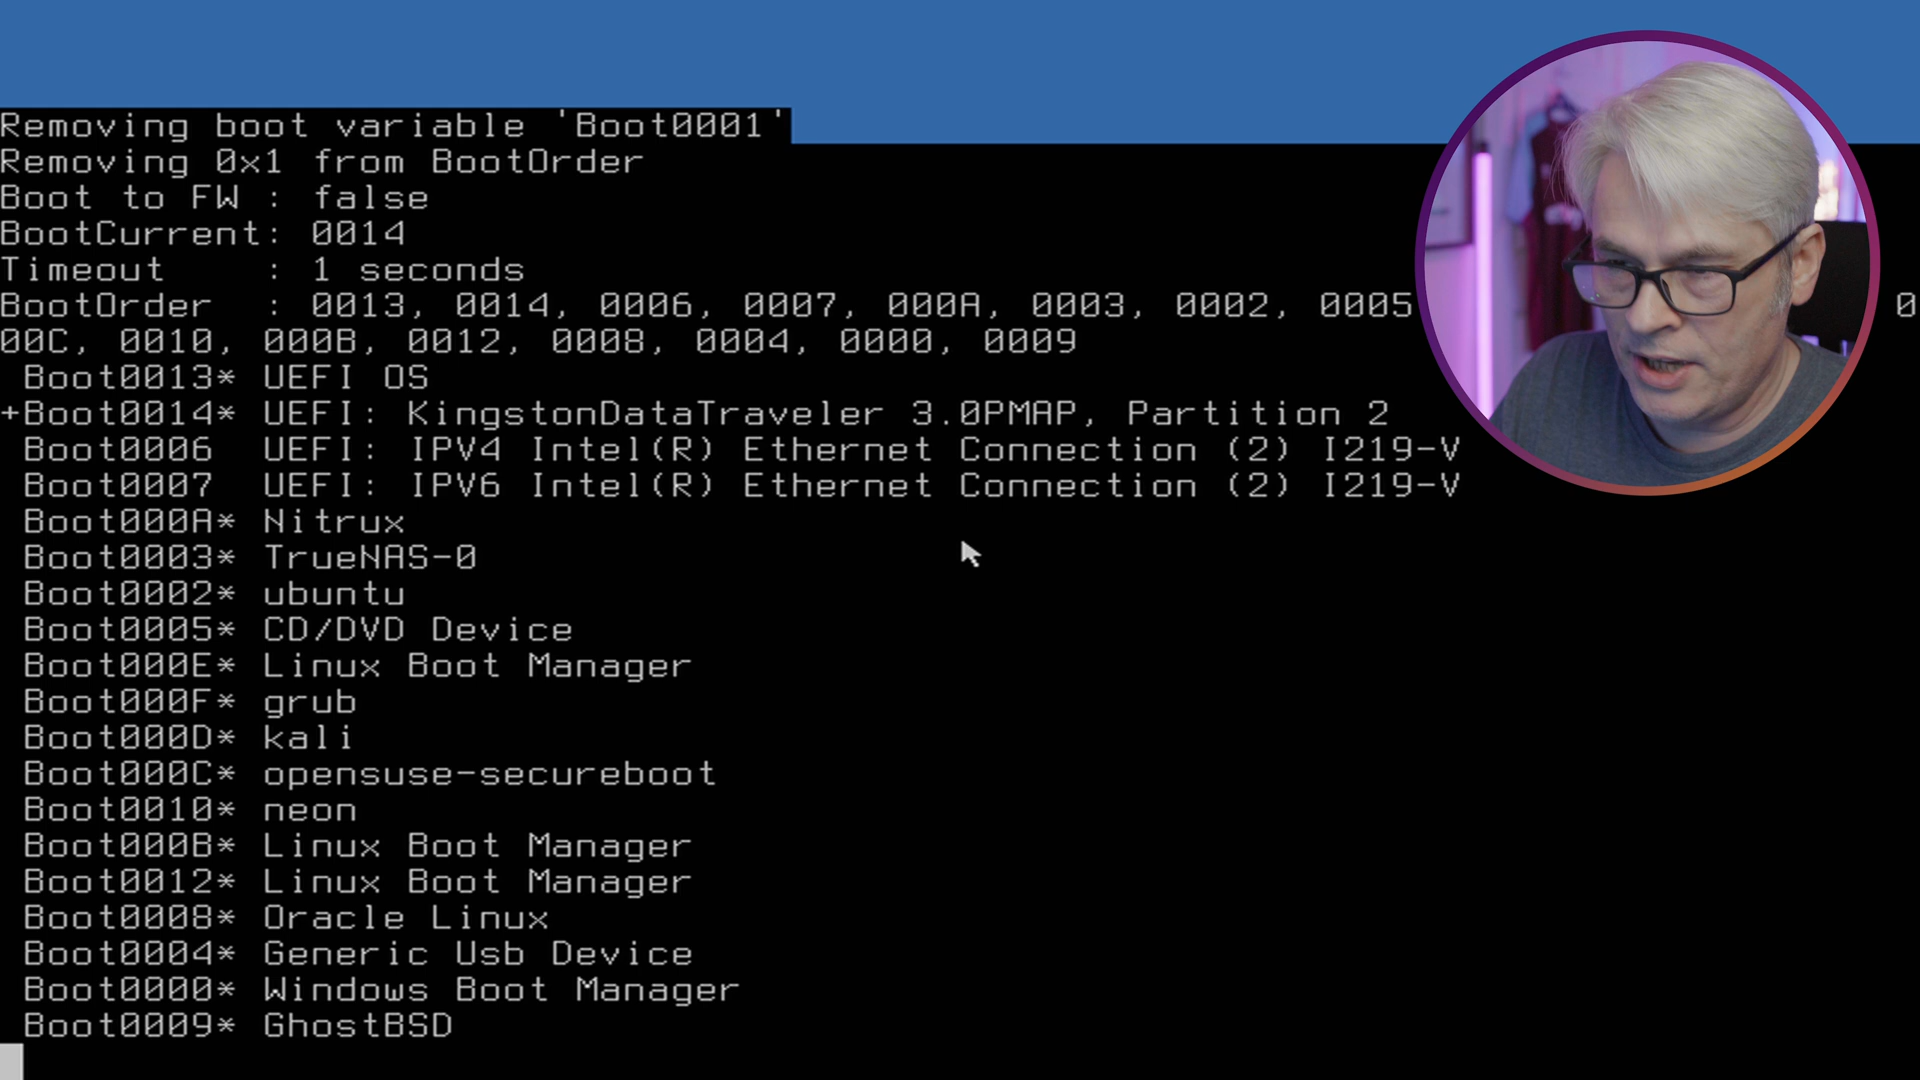 Removing boot variable 'Boot0001'
Removing 0x1 from BootOrder
Boot to FW : false
BootCurrent: 0014
Timeout    : 1 seconds
BootOrder  : 0013, 0014, 0006, 0007, 000A, 0003, 0002, 0005 0
00C, 0010, 000B, 0012, 0008, 0004, 0000, 0009
 Boot0013* UEFI OS
+Boot0014* UEFI: KingstonDataTraveler 3.0PMAP, Partition 2
 Boot0006  UEFI: IPV4 Intel(R) Ethernet Connection (2) I219-V
 Boot0007  UEFI: IPV6 Intel(R) Ethernet Connection (2) I219-V
 Boot000A* Nitrux
 Boot0003* TrueNAS-0
 Boot0002* ubuntu
 Boot0005* CD/DVD Device
 Boot000E* Linux Boot Manager
 Boot000F* grub
 Boot000D* kali
 Boot000C* opensuse-secureboot
 Boot0010* neon
 Boot000B* Linux Boot Manager
 Boot0012* Linux Boot Manager
 Boot0008* Oracle Linux
 Boot0004* Generic Usb Device
 Boot0000* Windows Boot Manager
 Boot0009* GhostBSD